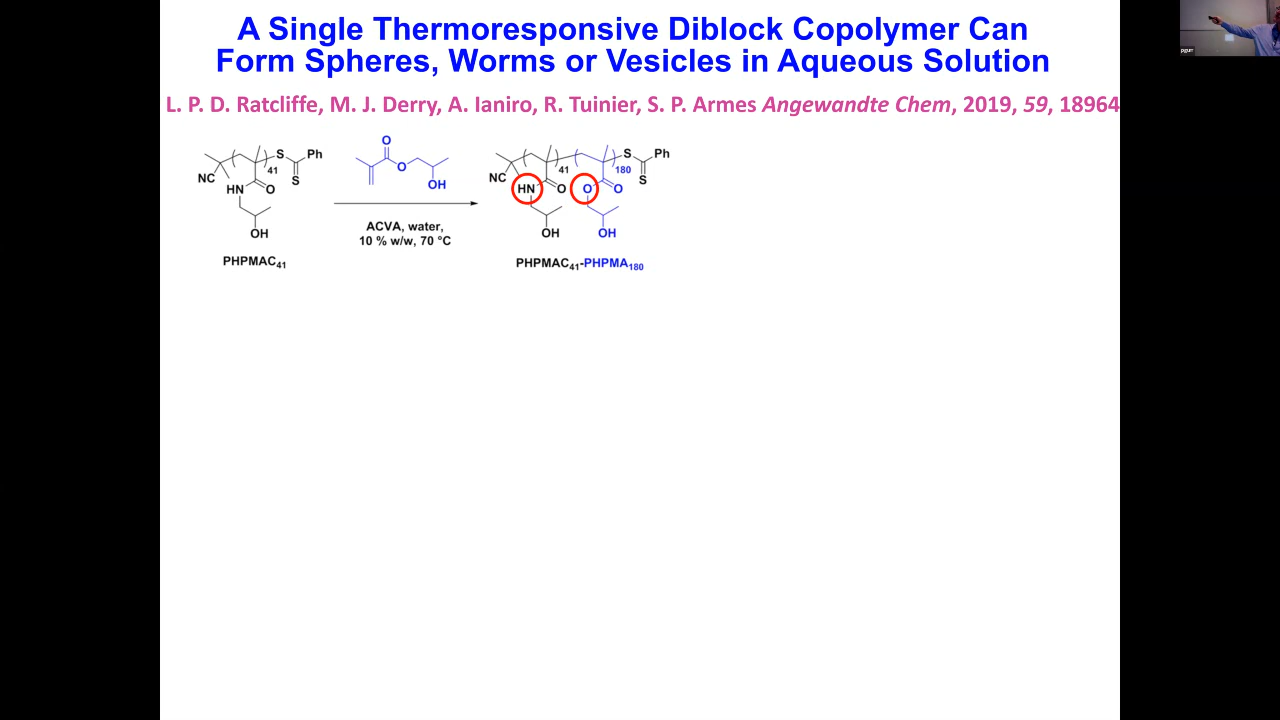 A Single Thermoresponsive Diblock Copolymer Can
Form Spheres, Worms or Vesicles in Aqueous Solution
L. P. D. Ratcliffe, M. J. Derry, A. Ianiro, R. Tuinier, S. P. Armes Angewandte Chem, 2019, 59, 18964
NC
41
S
Ph
S
HN
O
OH
PHPMAC41
O
O
OH
ACVA, water,
10 % w/w, 70 °C
NC
41
180
S
Ph
S
HN
O
O
O
OH
OH
PHPMAC41-PHPMA180